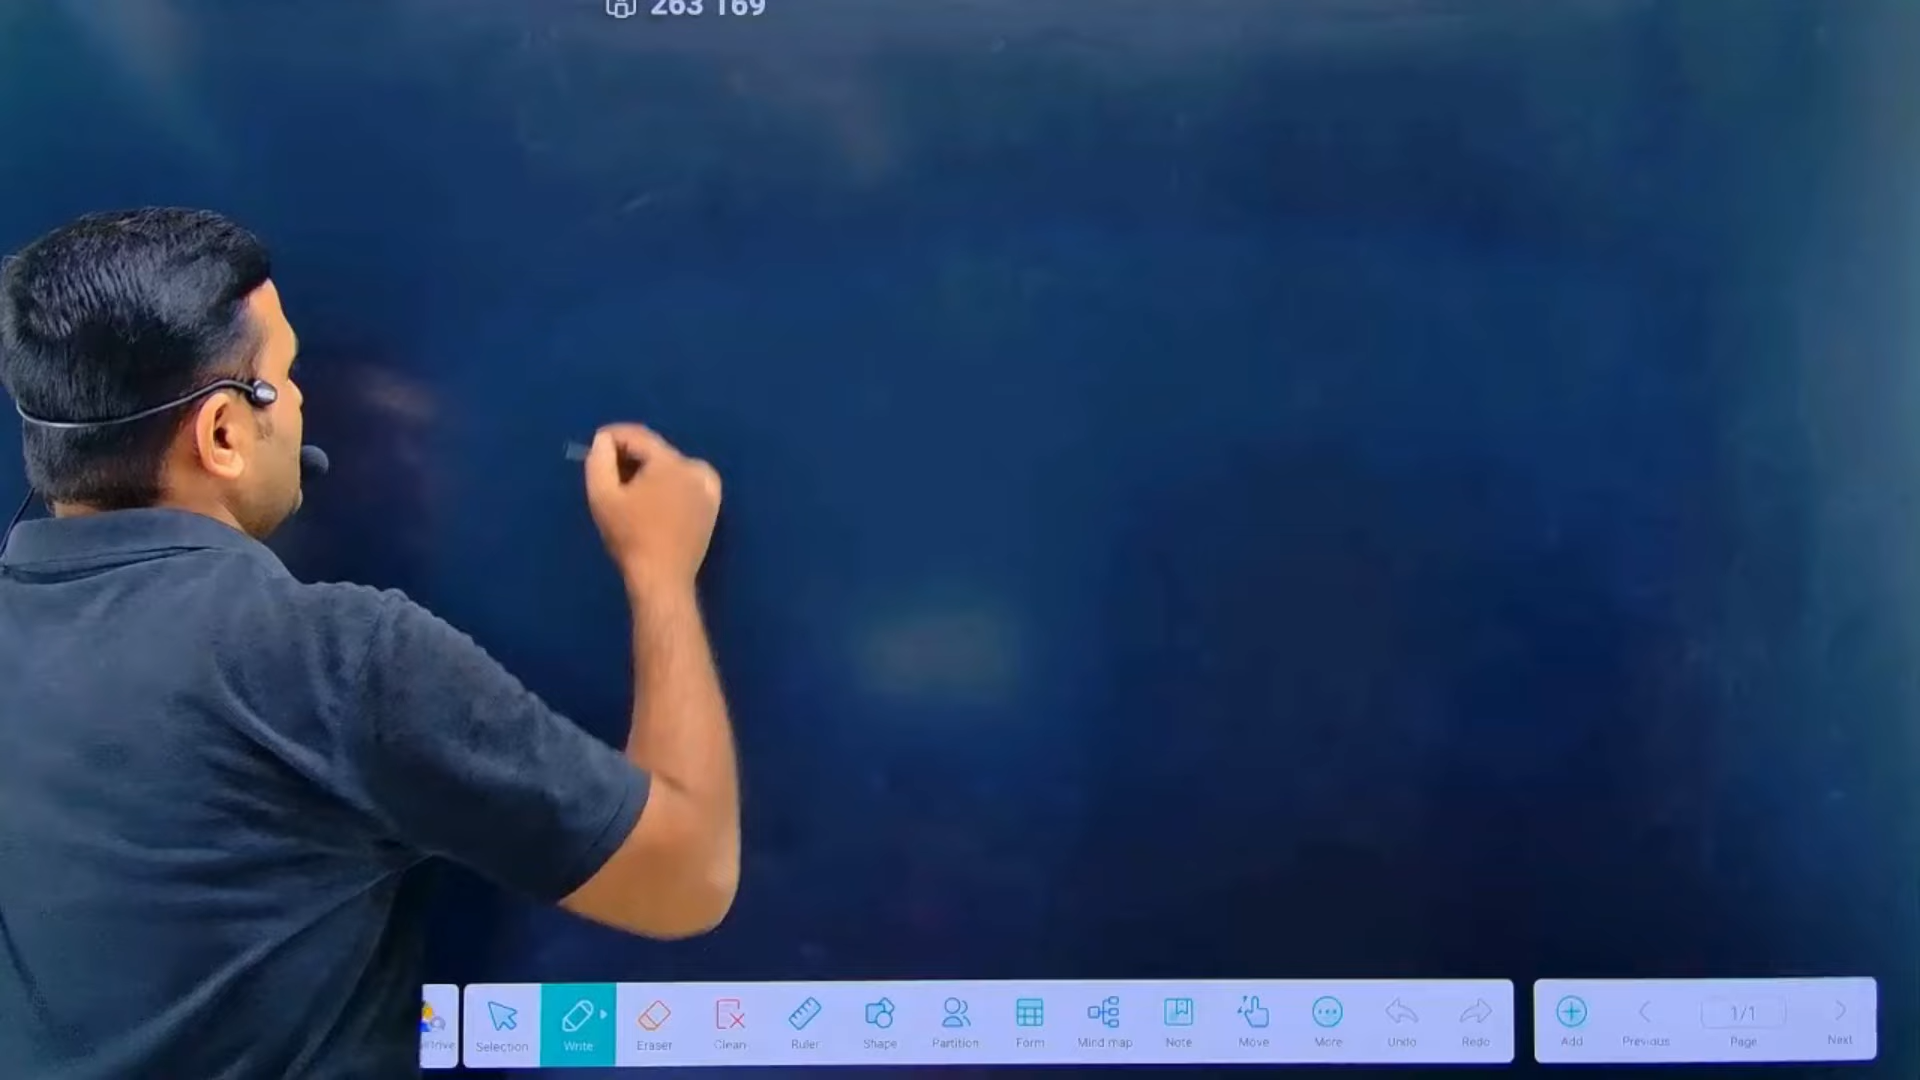 263 169
Selection
Write
Eraser
Clean
Ruler
Shape
Partition
Form
Mind map
Note
Move
More
Undo
Redo
Add
Previous
1/1
Page
Next